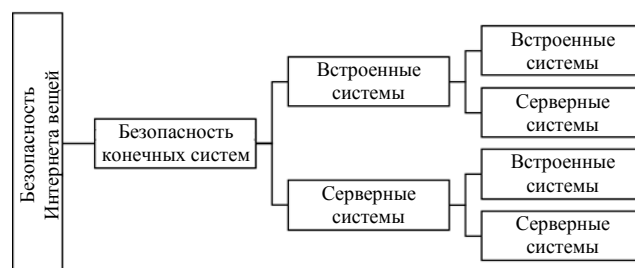 Безопасность
Интернета вещей
Безопасность
конечных систем
Встроенные
системы
Серверные
системы
Встроенные
системы
Серверные
системы
Встроенные
системы
Серверные
системы